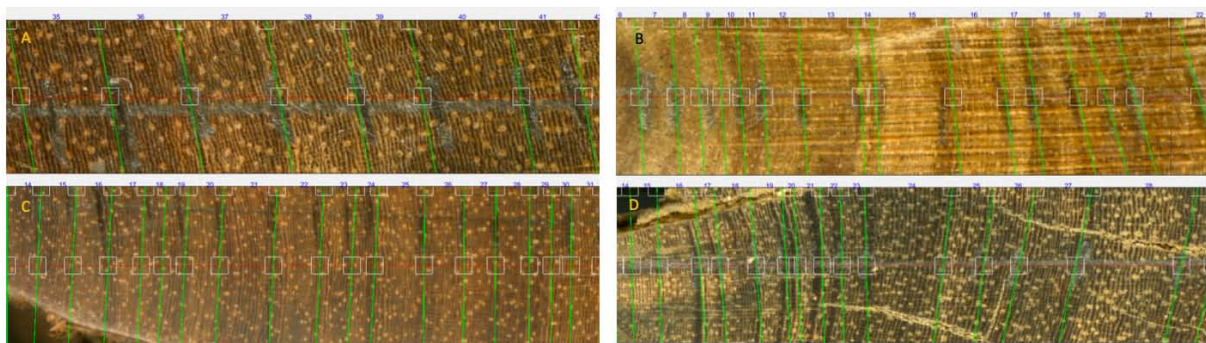 35 36 37 38 39 40 41 42
A
6 7 8 9 10 11 12 13 14 15 16 17 18 19 20 21 22
B
14 15 16 17 18 19 20 21 22 23 24 25 26 27 28 29 30 31
C
14 15 16 17 18 19 20 21 22 23 24 25 26 27 28
D